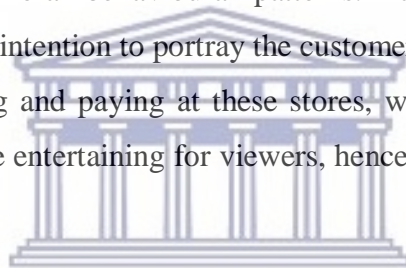 intention to portray the custome
g and paying at these stores, w
e entertaining for viewers, hence